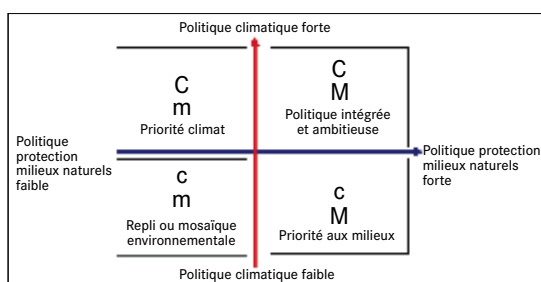 Politique climatique forte
C
m
Priorité climat
C
M
Politique intégrée
et ambitieuse
Politique
protection
milieux naturels
faible
Politique protection
milieux naturels
forte
c
m
Repli ou mosaïque
environnementale
c
M
Priorité aux milieux
Politique climatique faible